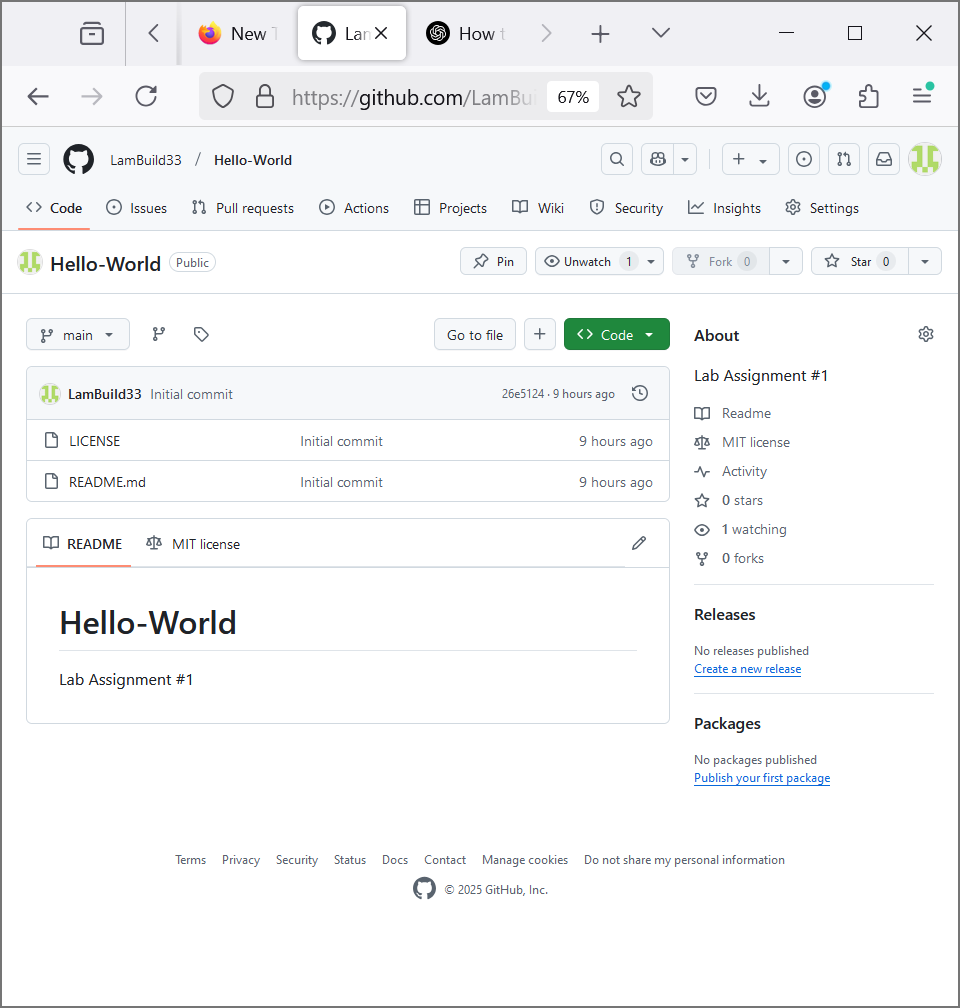 New T
Lam
How t
https://github.com/LamBui
67%
LamBuild33 / Hello-World
Code
Issues
Pull requests
Actions
Projects
Wiki
Security
Insights
Settings
Hello-World Public
Pin
Unwatch 1
Fork 0
Star 0
main
Go to file
Code
LamBuild33 Initial commit 26e5124 · 9 hours ago
LICENSE Initial commit 9 hours ago
README.md Initial commit 9 hours ago
README
MIT license
Hello-World
Lab Assignment #1
About
Lab Assignment #1
Readme
MIT license
Activity
0 stars
1 watching
0 forks
Releases
No releases published
Create a new release
Packages
No packages published
Publish your first package
Terms Privacy Security Status Docs Contact Manage cookies Do not share my personal information
© 2025 GitHub, Inc.